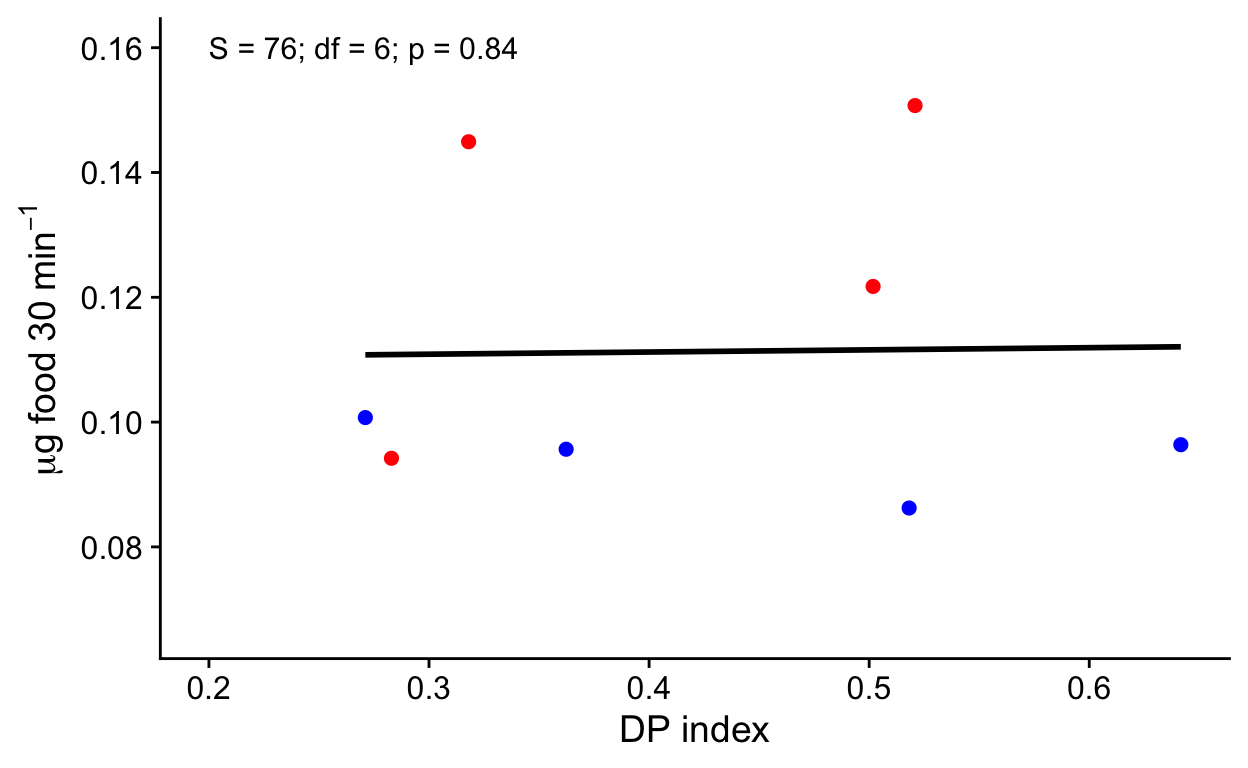 S = 76; df = 6; p = 0.84
0.16
0.14
0.12
0.10
0.08
μg food 30 min⁻¹
0.2 0.3 0.4 0.5 0.6
DP index